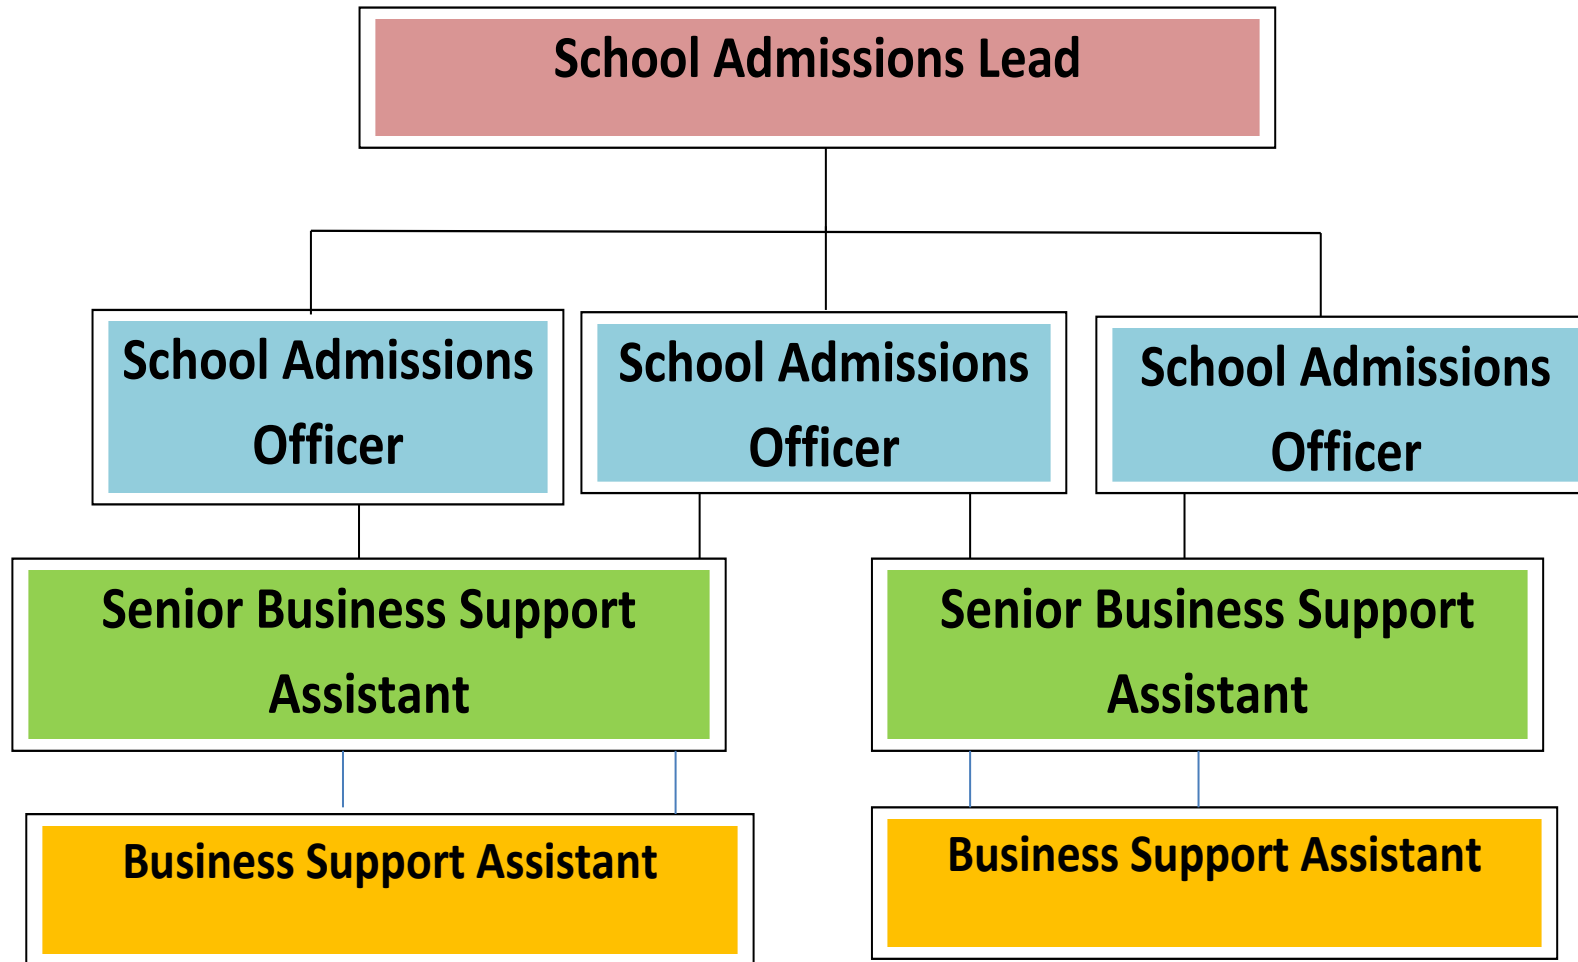 School Admissions Lead
School Admissions
Officer
School Admissions
Officer
School Admissions
Officer
Senior Business Support
Assistant
Senior Business Support
Assistant
Business Support Assistant
Business Support Assistant